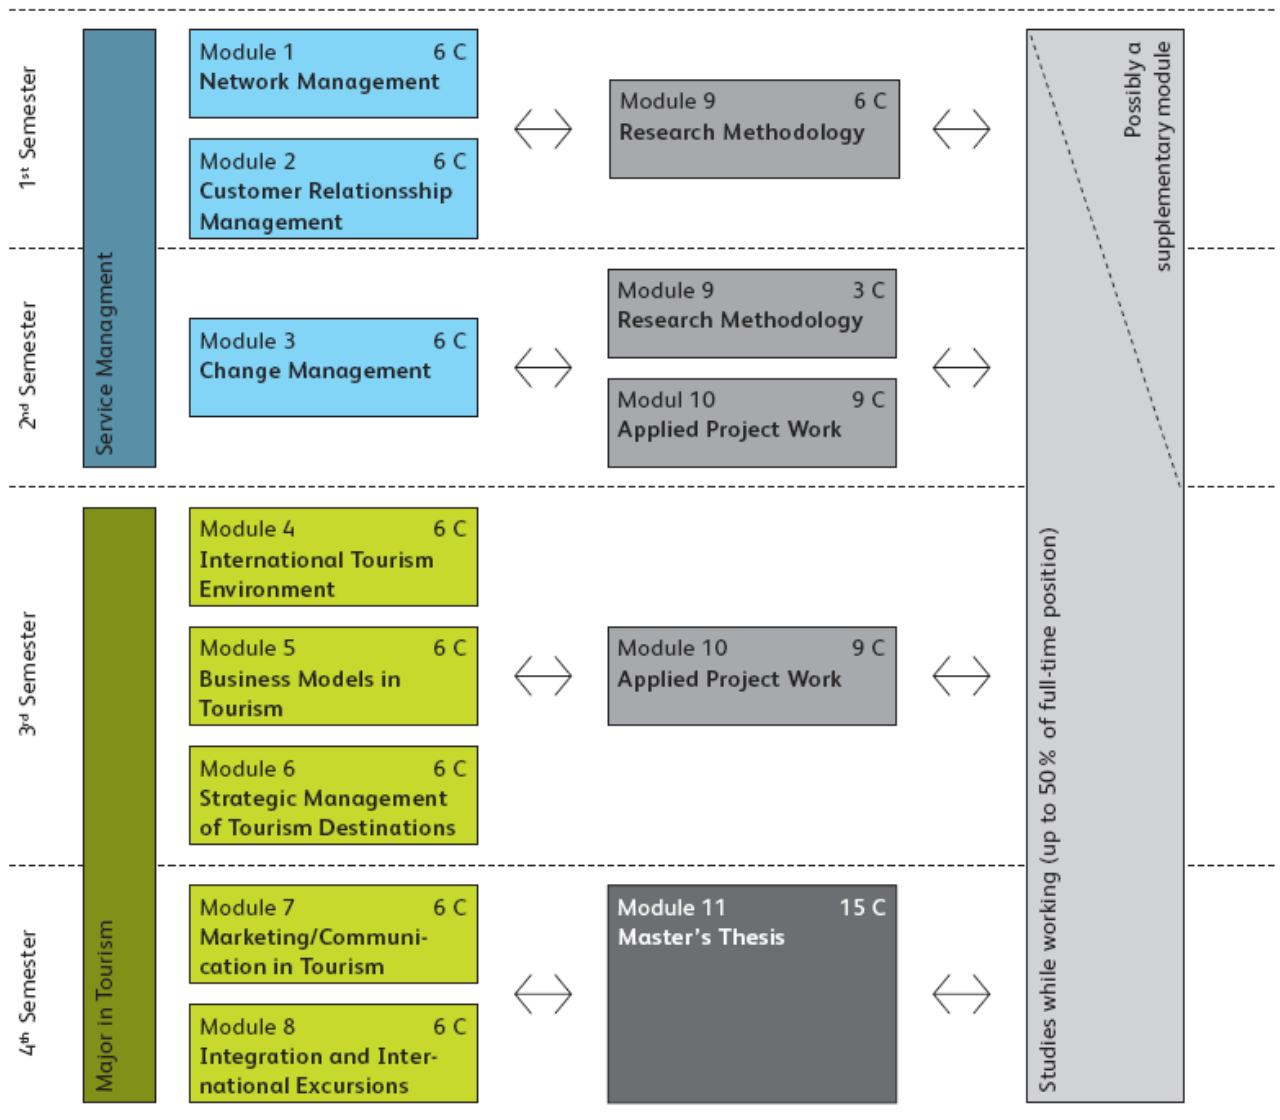 1st Semester
Service Managment
Module 1 6 C
Network Management
Module 2 6 C
Customer Relationsship
Management
Module 9 6 C
Research Methodology
Possibly a
supplementary module
2nd Semester
Module 3 6 C
Change Management
Module 9 3 C
Research Methodology
Modul 10 9 C
Applied Project Work
3rd Semester
Major in Tourism
Module 4 6 C
International Tourism
Environment
Module 5 6 C
Business Models in
Tourism
Module 6 6 C
Strategic Management
of Tourism Destinations
Module 10 9 C
Applied Project Work
Studies while working (up to 50% of full-time position)
4th Semester
Module 7 6 C
Marketing/Communi-
cation in Tourism
Module 8 6 C
Integration and Inter-
national Excursions
Module 11 15 C
Master's Thesis